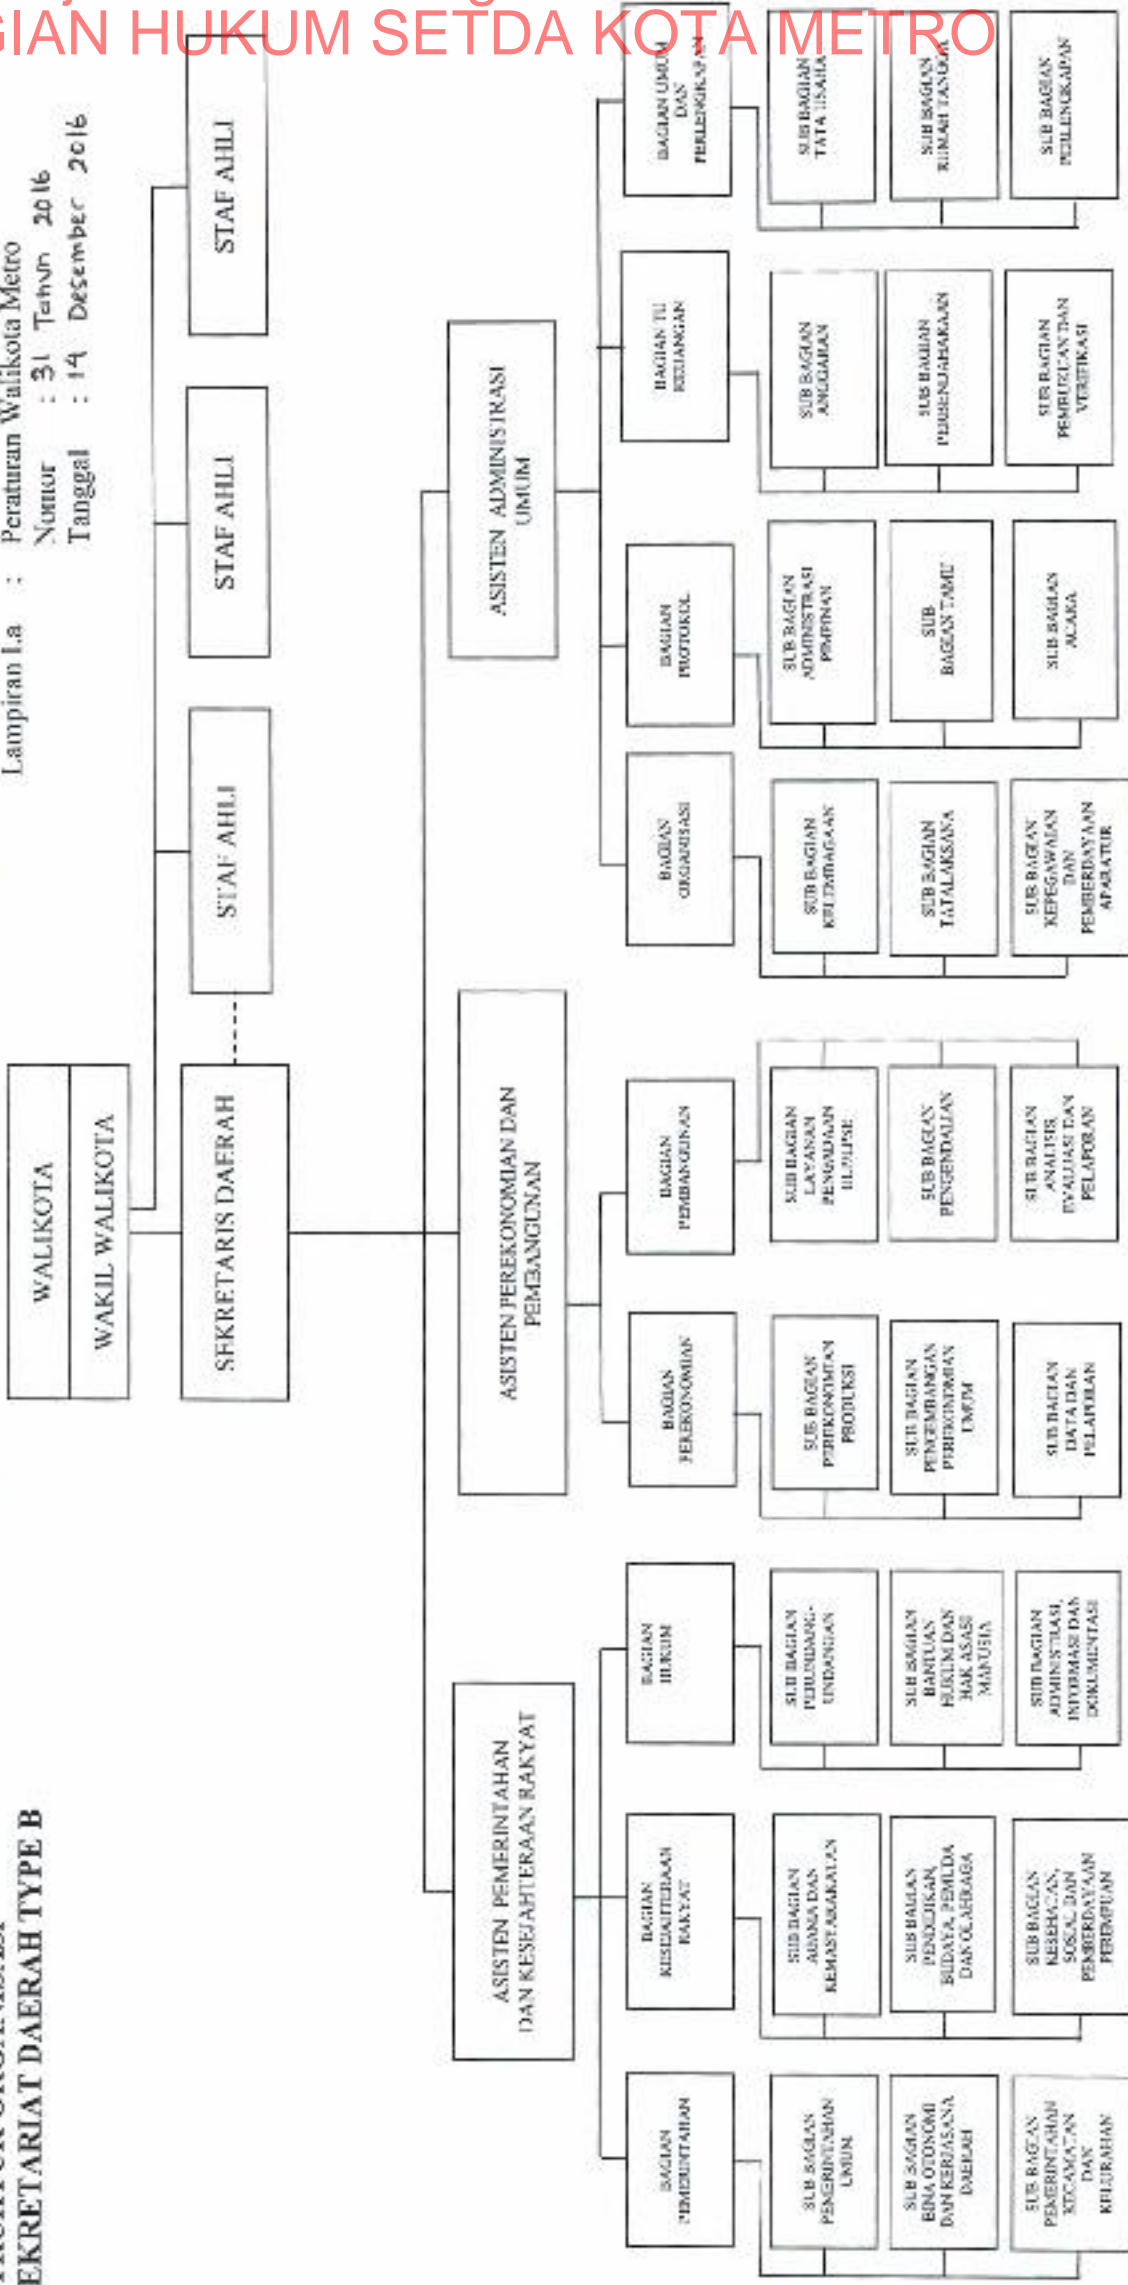 GIAN HUKUM SETDA KOTA METRO
Lampiran I.a : Peraturan Walikota Metro
Nomor : 31 Tahun 2016
Tanggal : 14 Desember 2016
EKRETARIAT DAERAH TYPE B
WALIKOTA
WAKIL WALIKOTA
SEKRETARIS DAERAH
STAF AHLI
STAF AHLI
STAF AHLI
ASISTEN PEMERINTAHAN
DAN KESEJAHTERAAN RAKYAT
ASISTEN PEREKONOMIAN DAN
PEMBANGUNAN
ASISTEN ADMINISTRASI
UMUM
BAGIAN
PEMERINTAHAN
SUB BAGIAN
PEMERINTAHAN
UMUM
SUB BAGIAN
BINA OTONOMI
DAN KERJASANA
DAERAH
SUB BAGIAN
PEMERINTAHAN
KECAMATAN
DAN
KELURAHAN
BAGIAN
KESEJAHTERAAN
RAKYAT
SUB BAGIAN
AGAMA DAN
KEMASYARAKATAN
SUB BAGIAN
PENDIDIKAN,
BUDAYA, PEMUDA
DAN OLAHRAGA
SUB BAGIAN
KESEHATAN,
SOSIAL DAN
PEMBERDAYAAN
PEREMPUAN
BAGIAN
HUKUM
SUB BAGIAN
PERUNDANG-
UNDANGAN
SUB BAGIAN
BANTUAN
HUKUM DAN
HAK ASASI
MANUSIA
SUB BAGIAN
ADMINISTRASI,
INFORMASI DAN
DOKUMENTASI
BAGIAN
PEREKONOMIAN
SUB BAGIAN
PEREKONOMIAN
PRODUKSI
SUB BAGIAN
PENGEMBANGAN
PEREKONOMIAN
UMUM
SUB BAGIAN
DATA DAN
PELAPORAN
BAGIAN
PEMBANGUNAN
SUB BAGIAN
LAYANAN
PENGADAAN
SUB BAGIAN
PENGENDALIAN
SUB BAGIAN
ANALISIS,
EVALUASI DAN
PELAPORAN
BAGIAN
ORGANISASI
SUB BAGIAN
KELEMBAGAAN
SUB BAGIAN
TATALAKSANA
SUB BAGIAN
KEPEGAWAIAN
DAN
PEMBERDAYAAN
APARATUR
BAGIAN
PROTOKOL
SUB BAGIAN
ADMINISTRASI
PIMPINAN
SUB
BAGIAN TAMU
SUB BAGIAN
ACARA
BAGIAN TU
KEUANGAN
SUB BAGIAN
ANGGARAN
SUB BAGIAN
PERBENDAHARAAN
SUB BAGIAN
PEMBUKUAN DAN
VERIFIKASI
BAGIAN UMUM
DAN
PERLENGKAPAN
SUB BAGIAN
TATA USAHA
SUB BAGIAN
RUMAH TANGGA
SUB BAGIAN
PERLENGKAPAN